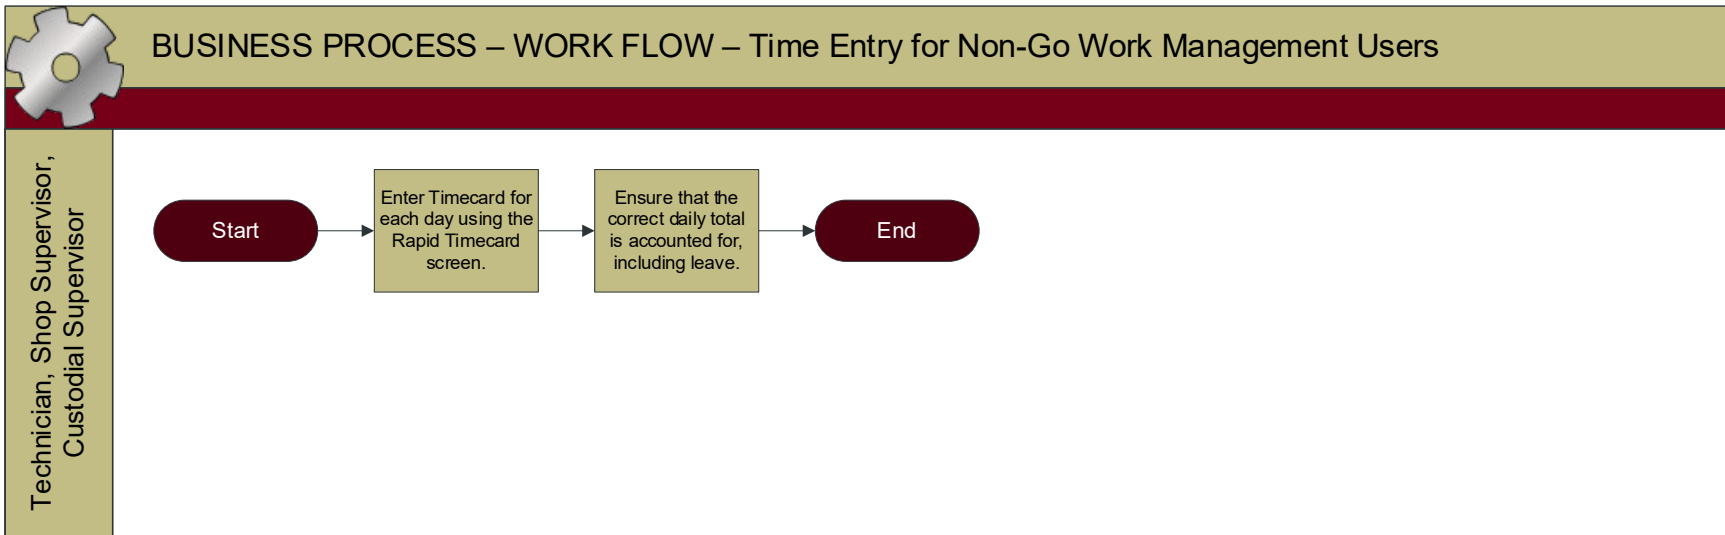 BUSINESS PROCESS – WORK FLOW – Time Entry for Non-Go Work Management Users
Technician, Shop Supervisor,
Custodial Supervisor
Start
Enter Timecard for
each day using the
Rapid Timecard
screen.
Ensure that the
correct daily total
is accounted for,
including leave.
End